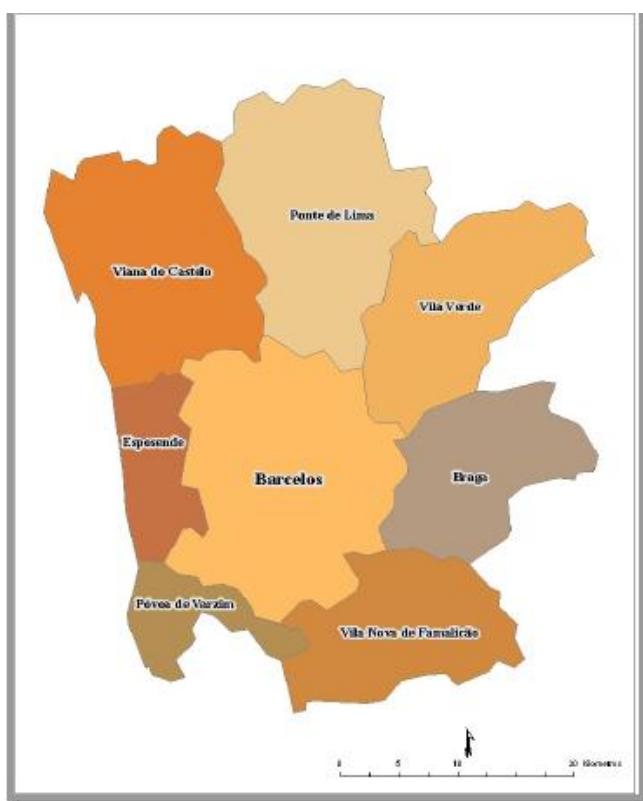 Ponte de Lima
Viana do Castelo
Vila Verde
Esposende
Barcelos
Braga
Póvoa de Varzim
Vila Nova de Famalicão
0 5 10 20 Kilometros